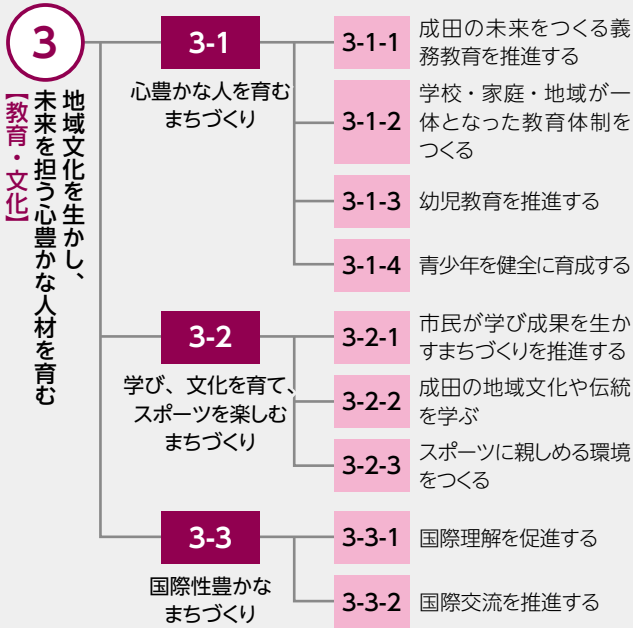 3
地域文化を生かし、
未来を担う心豊かな人材を育む
【教育・文化】
3-1
心豊かな人を育む
まちづくり
3-1-1
成田の未来をつくる義
務教育を推進する
3-1-2
学校・家庭・地域が一
体となった教育体制を
つくる
3-1-3
幼児教育を推進する
3-1-4
青少年を健全に育成する
3-2
学び、文化を育て、
スポーツを楽しむ
まちづくり
3-2-1
市民が学び成果を生か
すまちづくりを推進する
3-2-2
成田の地域文化や伝統
を学ぶ
3-2-3
スポーツに親しめる環境
をつくる
3-3
国際性豊かな
まちづくり
3-3-1
国際理解を促進する
3-3-2
国際交流を推進する